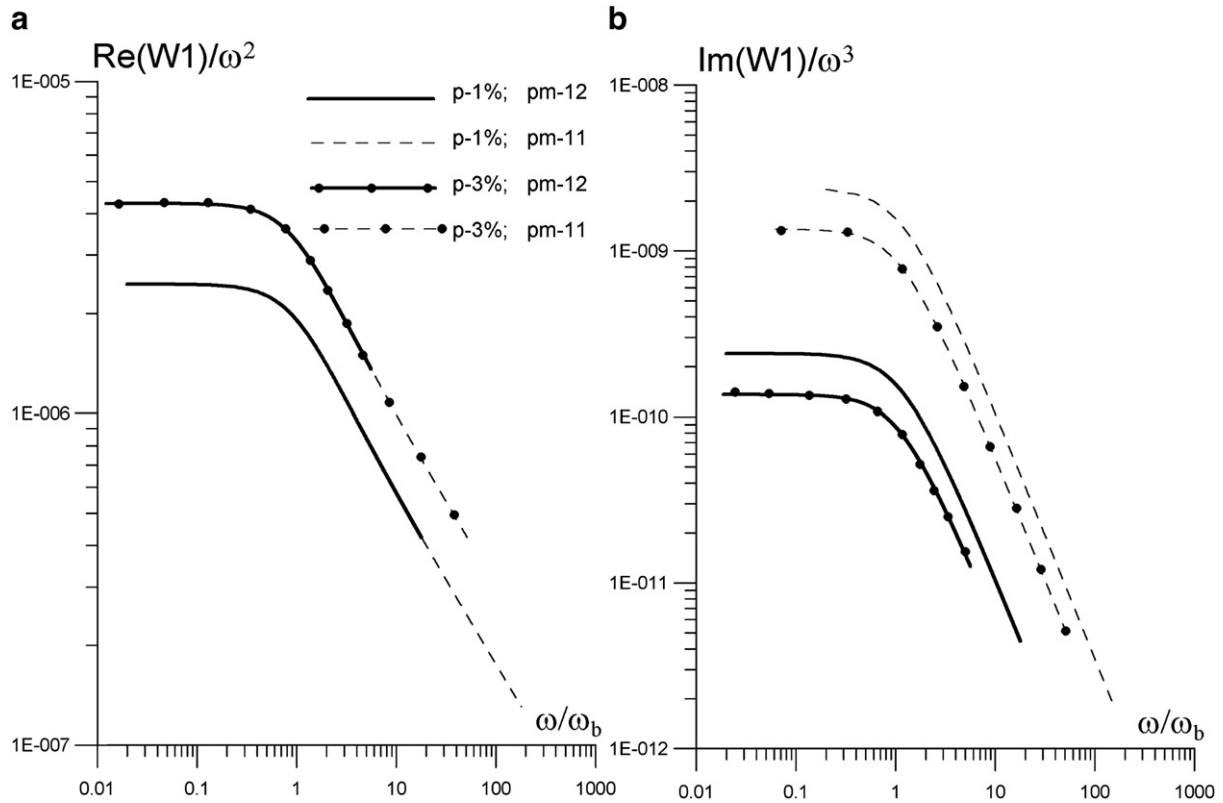 a
b
Re(W1)/ω²
Im(W1)/ω³
1E-005
1E-006
1E-007
p-1%; pm-12
p-1%; pm-11
p-3%; pm-12
p-3%; pm-11
ω/ωb
0.01 0.1 1 10 100 1000
1E-008
1E-009
1E-010
1E-011
1E-012
ω/ωb
0.01 0.1 1 10 100 1000